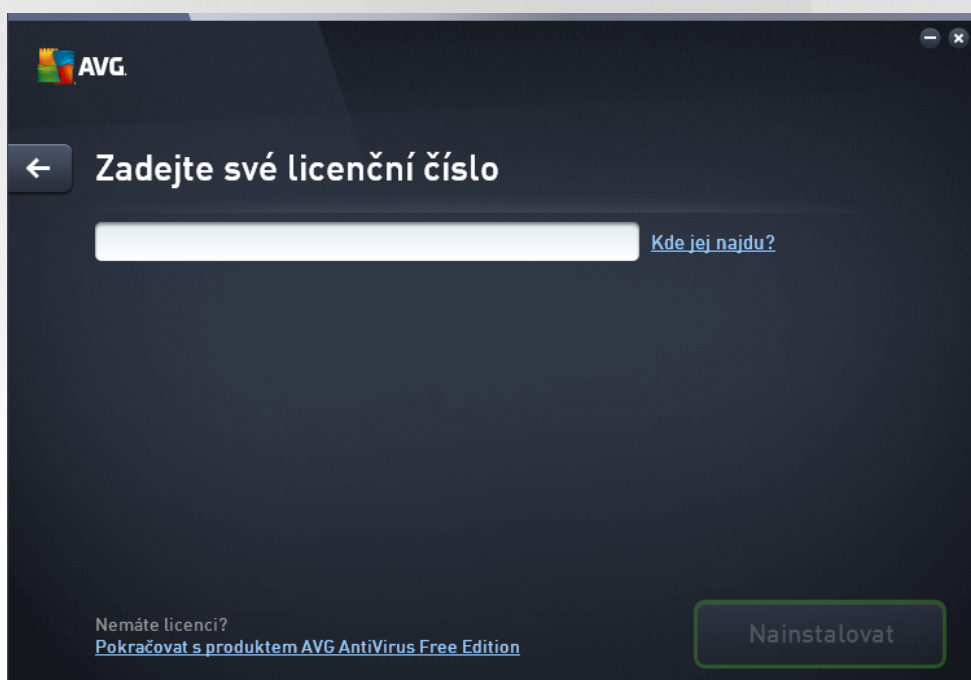 AVG.
Zadejte své licenční číslo
Kde jej najdu?
Nemáte licenci?
Pokračovat s produktem AVG AntiVirus Free Edition
Nainstalovat